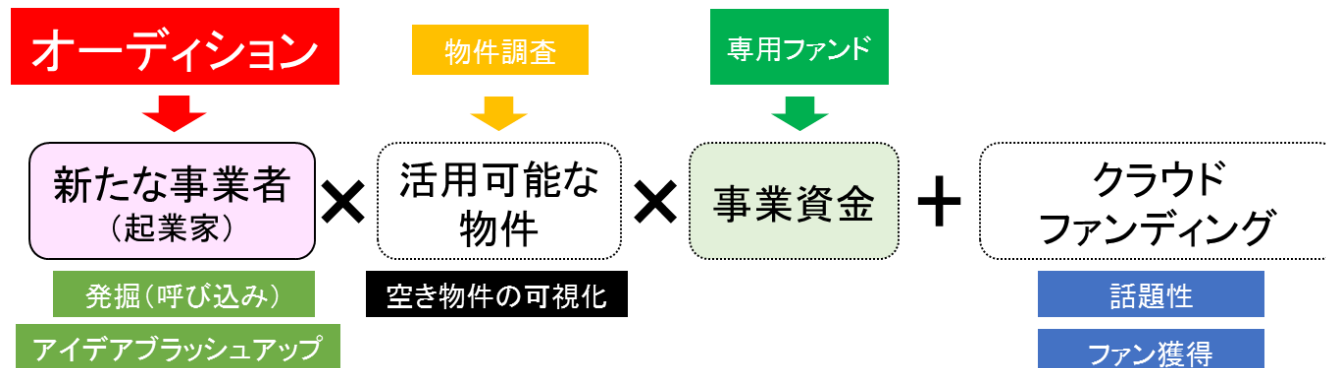 オーディション
物件調査
専用ファンド
新たな事業者
(起業家)
×
活用可能な
物件
×
事業資金
+
クラウド
ファンディング
発掘(呼び込み)
アイデアブラッシュアップ
空き物件の可視化
話題性
ファン獲得